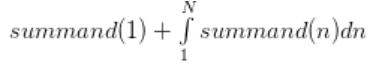 summand(1) + ∫₁ᴺ summand(n)dn